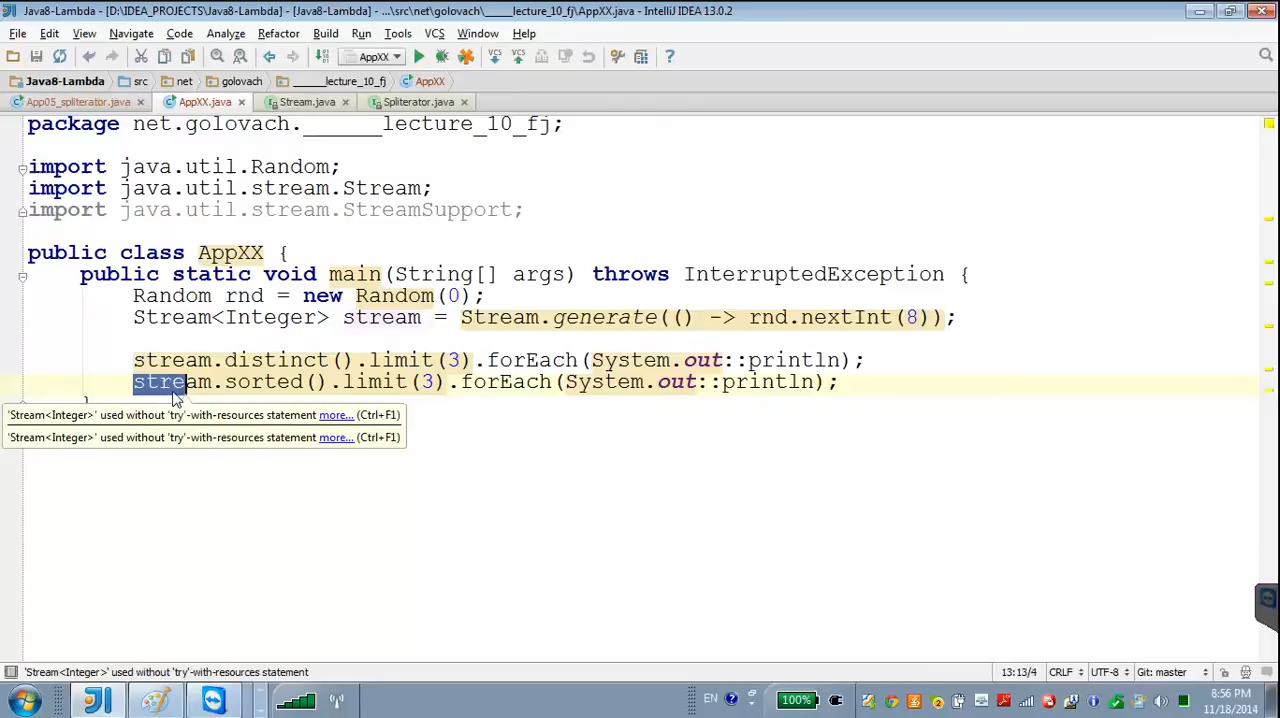 Java8-Lambda - [D:\IDEA_PROJECTS\Java8-Lambda] - [Java8-Lambda] - ...\src\net\golovach\_____lecture_10_fj\AppXX.java - IntelliJ IDEA 13.0.2
File Edit View Navigate Code Analyze Refactor Build Run Tools VCS Window Help
AppXX
Java8-Lambda src net golovach ______lecture_10_fj AppXX
App05_spliterator.java AppXX.java Stream.java Spliterator.java
package net.golovach.______lecture_10_fj;
import java.util.Random;
import java.util.stream.Stream;
import java.util.stream.StreamSupport;
public class AppXX {
public static void main(String[] args) throws InterruptedException {
Random rnd = new Random(0);
Stream<Integer> stream = Stream.generate(() -> rnd.nextInt(8));
stream.distinct().limit(3).forEach(System.out::println);
stream.sorted().limit(3).forEach(System.out::println);
}
'Stream<Integer>' used without 'try'-with-resources statement more... (Ctrl+F1)
'Stream<Integer>' used without 'try'-with-resources statement more... (Ctrl+F1)
'Stream<Integer>' used without 'try'-with-resources statement 13:13/4 CRLF UTF-8 Git: master
EN 100% 8:56 PM
11/18/2014